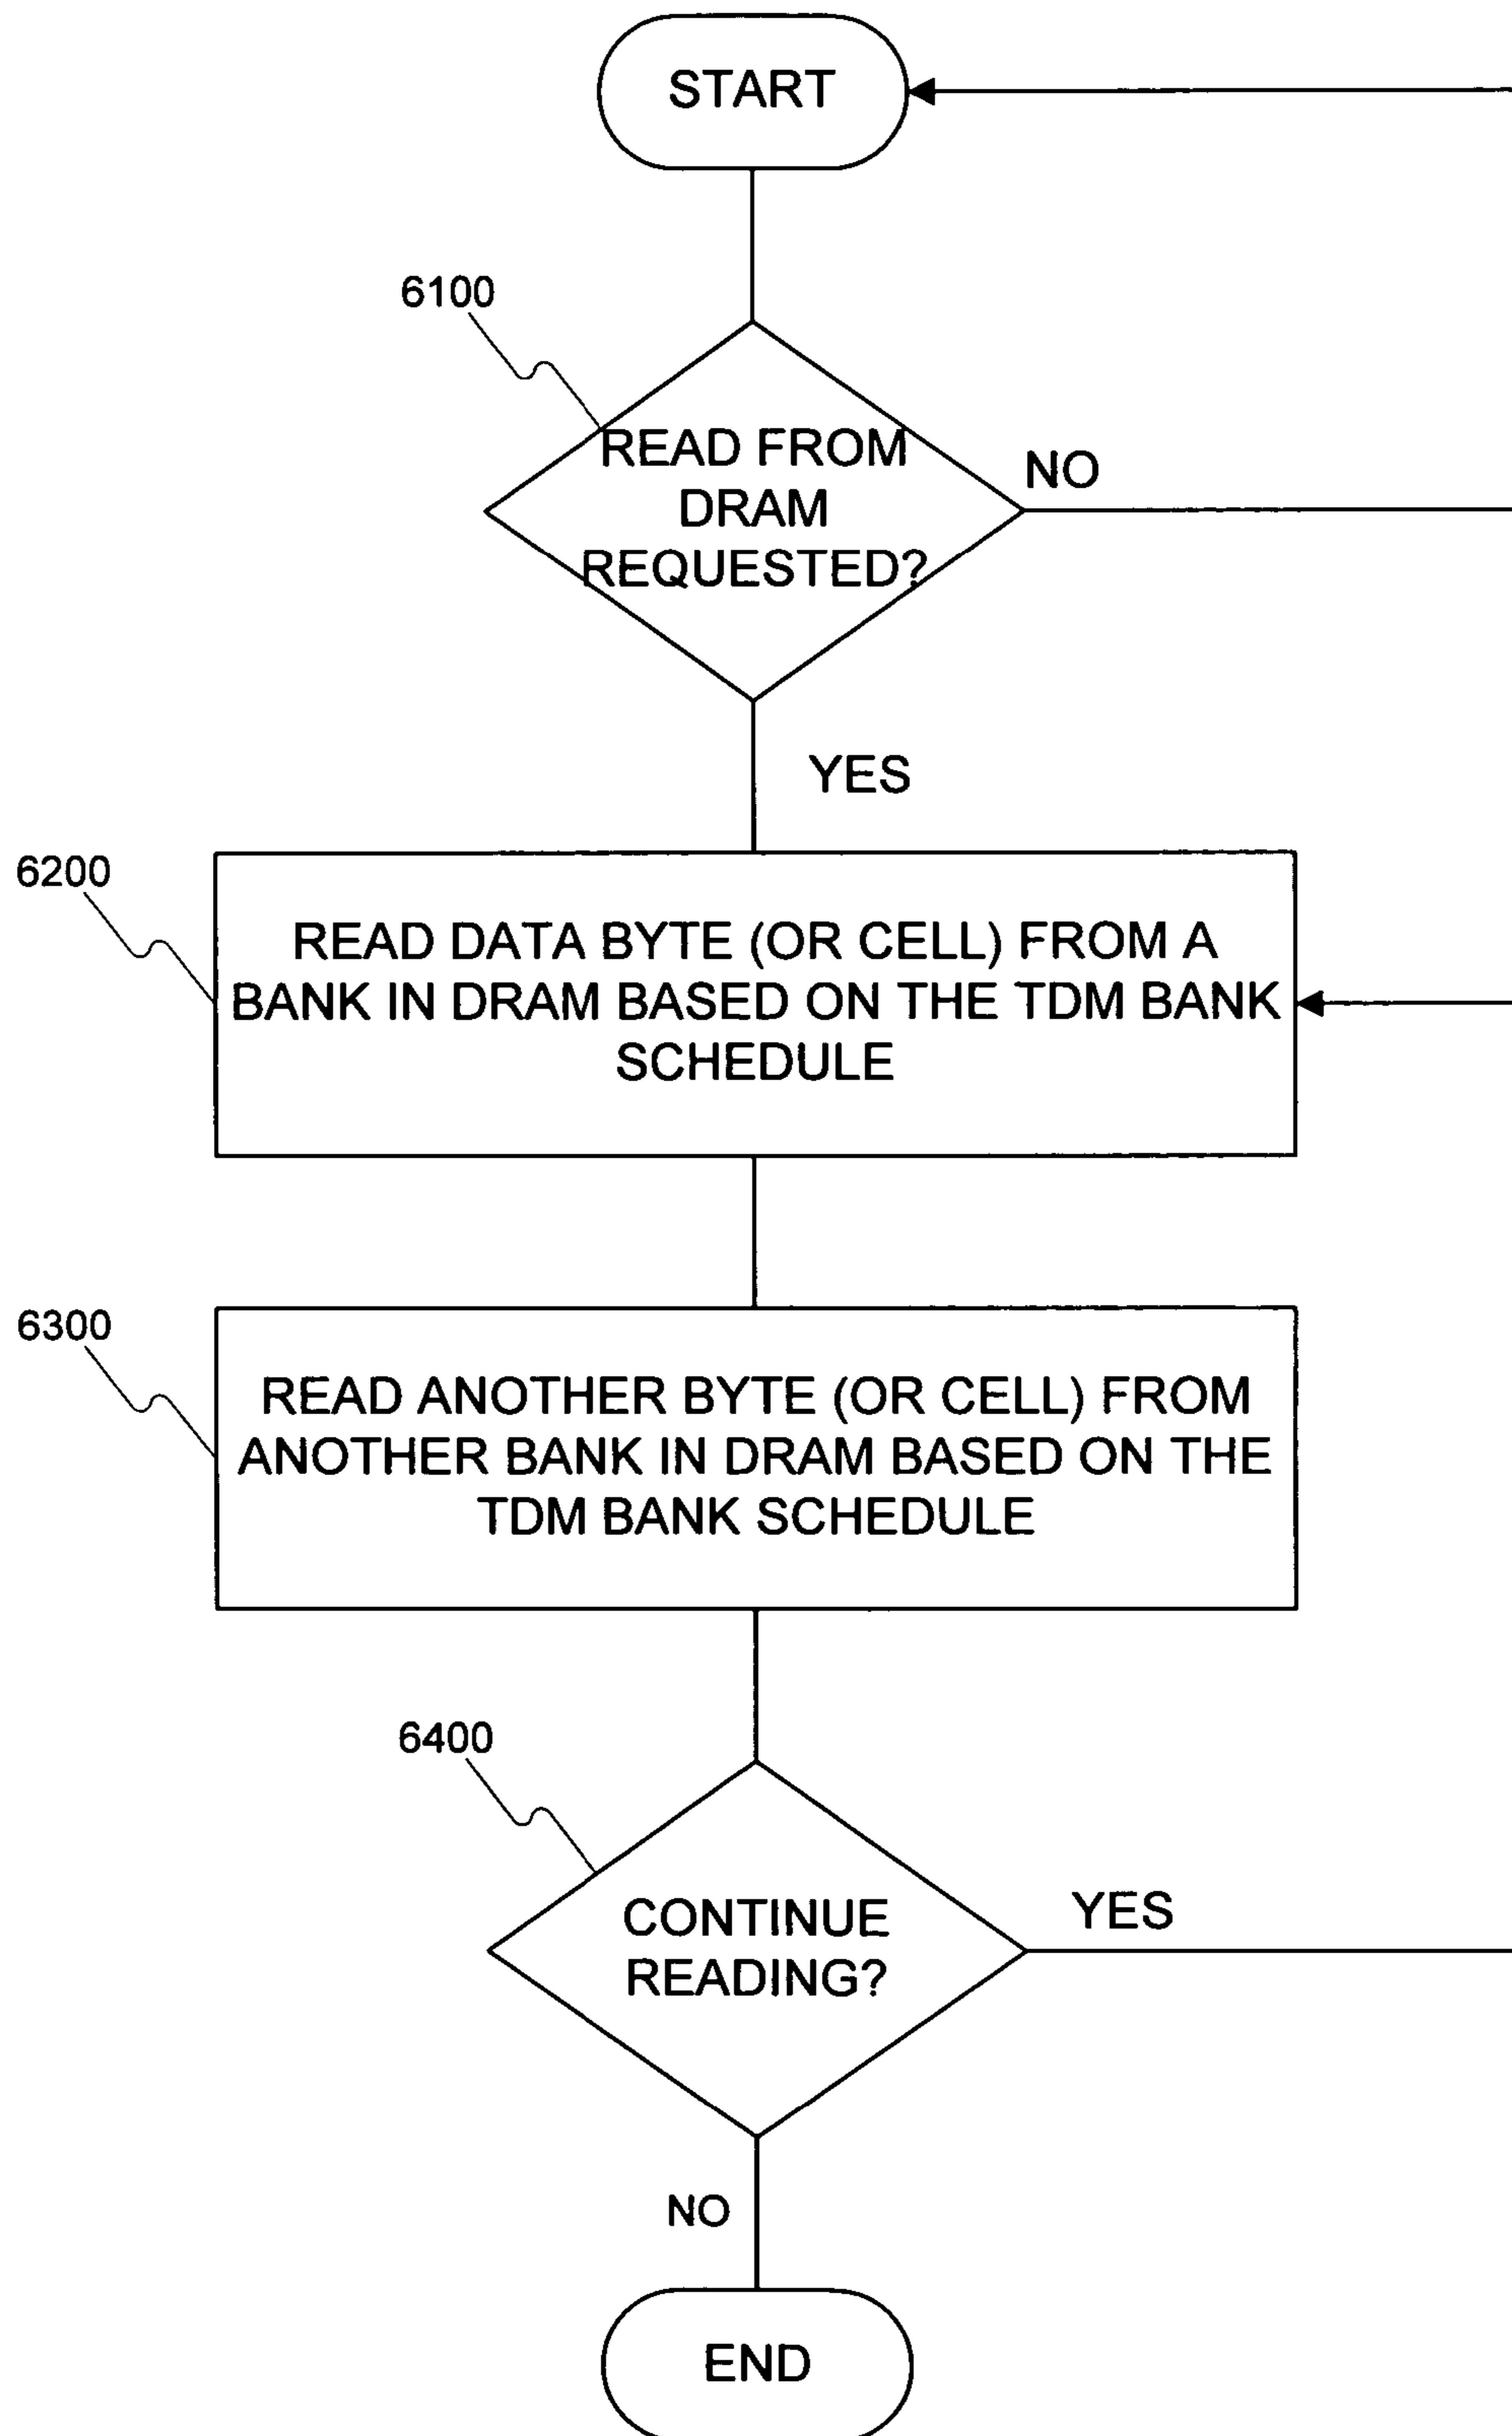 START
6100
READ FROM
DRAM
REQUESTED?
NO
YES
6200
READ DATA BYTE (OR CELL) FROM A
BANK IN DRAM BASED ON THE TDM BANK
SCHEDULE
6300
READ ANOTHER BYTE (OR CELL) FROM
ANOTHER BANK IN DRAM BASED ON THE
TDM BANK SCHEDULE
6400
CONTINUE
READING?
YES
NO
END